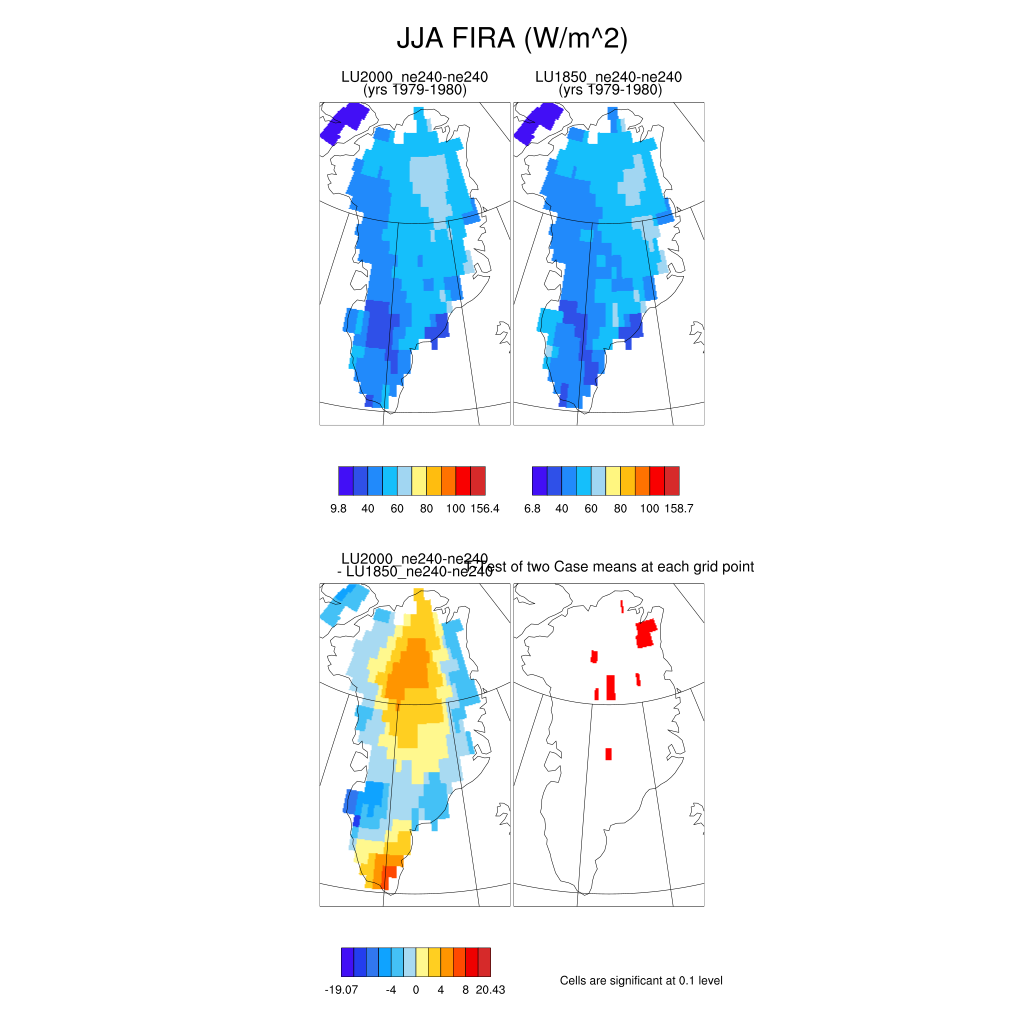 JJA FIRA (W/m^2)
LU2000_ne240-ne240
(yrs 1979-1980)
LU1850_ne240-ne240
(yrs 1979-1980)
9.8 40 60 80 100 156.4
6.8 40 60 80 100 158.7
LU2000_ne240-ne240
- LU1850_ne240-ne240
T-Test of two Case means at each grid point
-19.07 -4 0 4 8 20.43
Cells are significant at 0.1 level